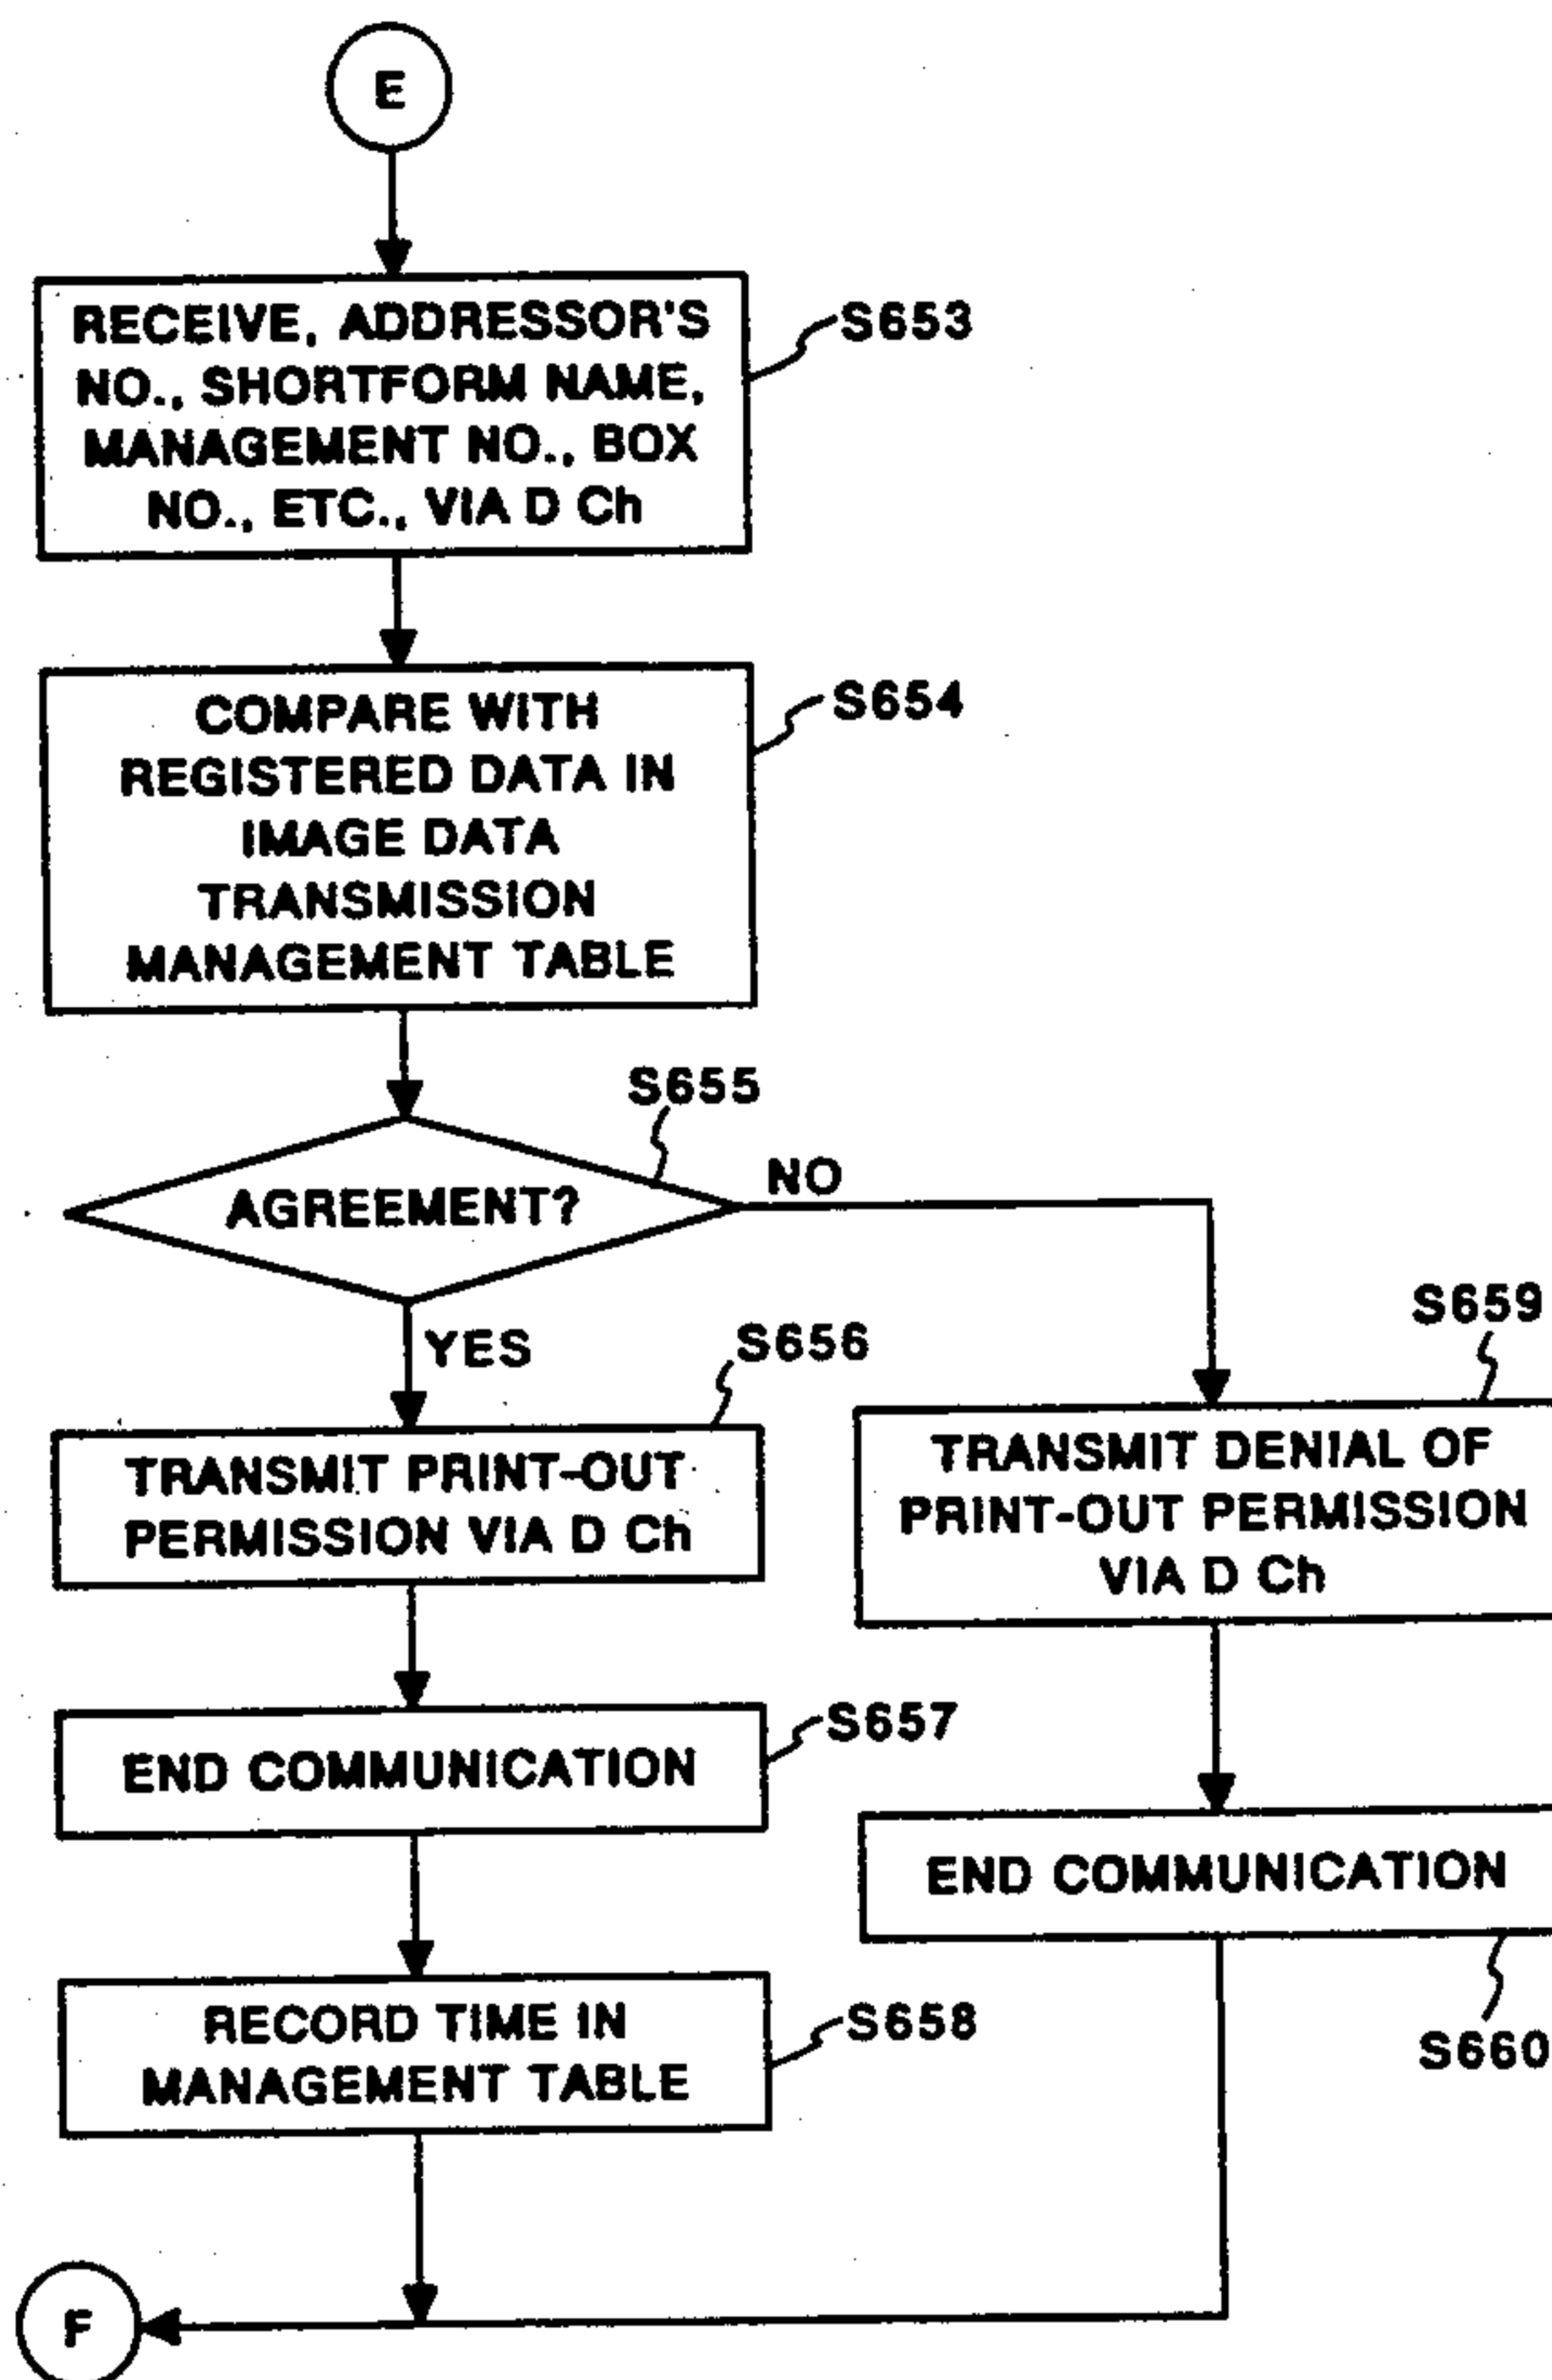 E
RECEIVE, ADDRESSOR'S
NO., SHORTFORM NAME,
MANAGEMENT NO., BOX
NO., ETC., VIA D Ch
S653
COMPARE WITH
REGISTERED DATA IN
IMAGE DATA
TRANSMISSION
MANAGEMENT TABLE
S654
S655
AGREEMENT?
NO
YES
S656
TRANSMIT PRINT-OUT
PERMISSION VIA D Ch
S659
TRANSMIT DENIAL OF
PRINT-OUT PERMISSION
VIA D Ch
END COMMUNICATION
S657
END COMMUNICATION
S660
RECORD TIME IN
MANAGEMENT TABLE
S658
F